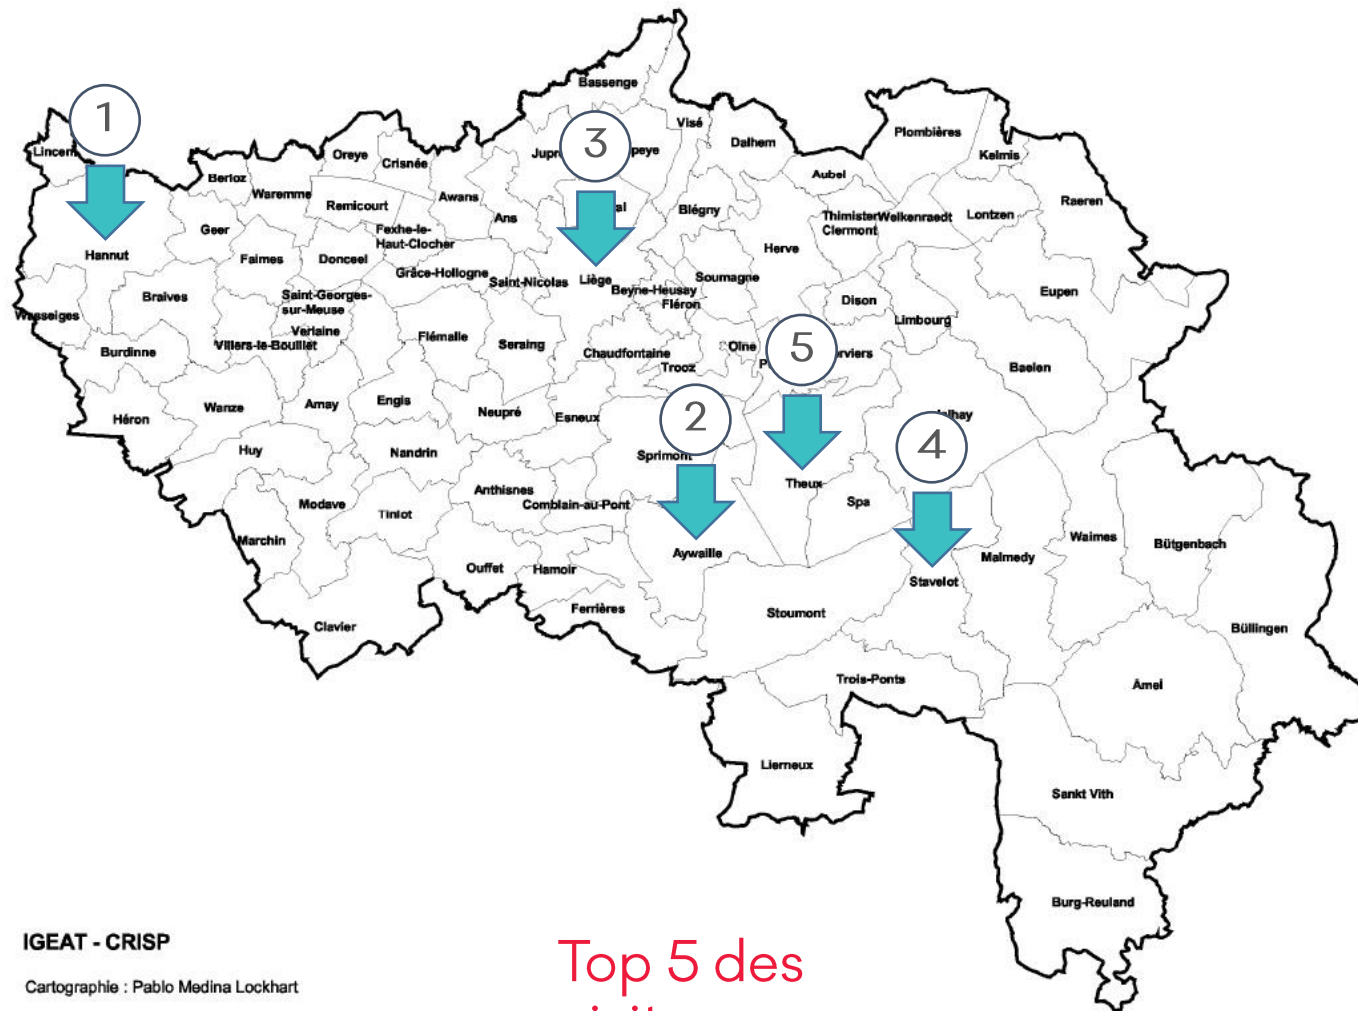 Bassenge
1
Visé
Plombières
3
Dalhem
Kelmis
Oreye
Crisnée
Aubel
Berloz
Waremme
Awans
Raeren
Remicourt
Blégny
Ans
Thimister
Clermont
Welkenraedt
Lontzen
Geer
Fexhe-le-
Haut-Clocher
Herve
Hannut
Faimes
Donceel
Grâce-Hollogne
Saint-Nicolas
Liège
Soumagne
Beyne-Heusay
Fléron
Eupen
Braives
Saint-Georges-
sur-Meuse
Dison
Wasseiges
Verlaine
Limbourg
Villers-le-Bouillet
Flémalle
Seraing
Burdinne
Chaudfontaine
Olne
5
Trooz
Baelen
Héron
Wanze
Amay
Engis
Neupré
Esneux
2
4
Huy
Nandrin
Sprimont
Theux
Anthisnes
Comblain-au-Pont
Spa
Modave
Tinlot
Marchin
Aywaille
Waimes
Bütgenbach
Malmedy
Ouffet
Hamoir
Stavelot
Ferrières
Stoumont
Clavier
Büllingen
Trois-Ponts
Amel
Lierneux
Sankt Vith
Burg-Reuland
IGEAT - CRISP
Cartographie : Pablo Medina Lockhart
Top 5 des